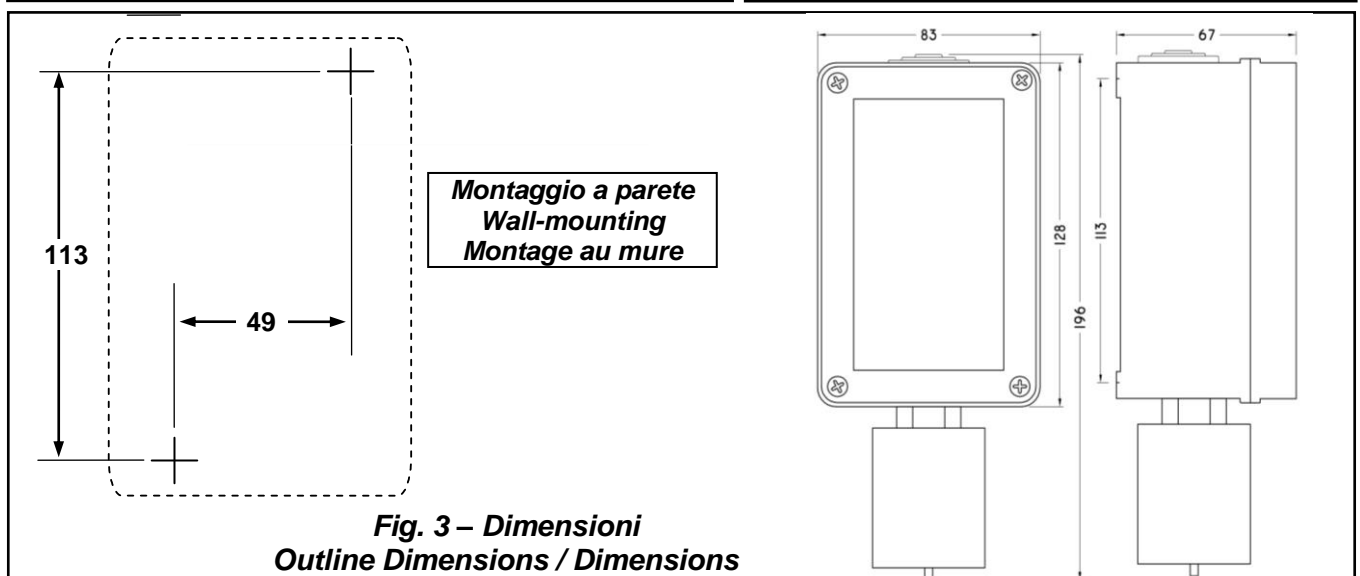 113
49
Montaggio a parete
Wall-mounting
Montage au mure
Fig. 3 – Dimensioni
Outline Dimensions / Dimensions
83
128
196
67
113